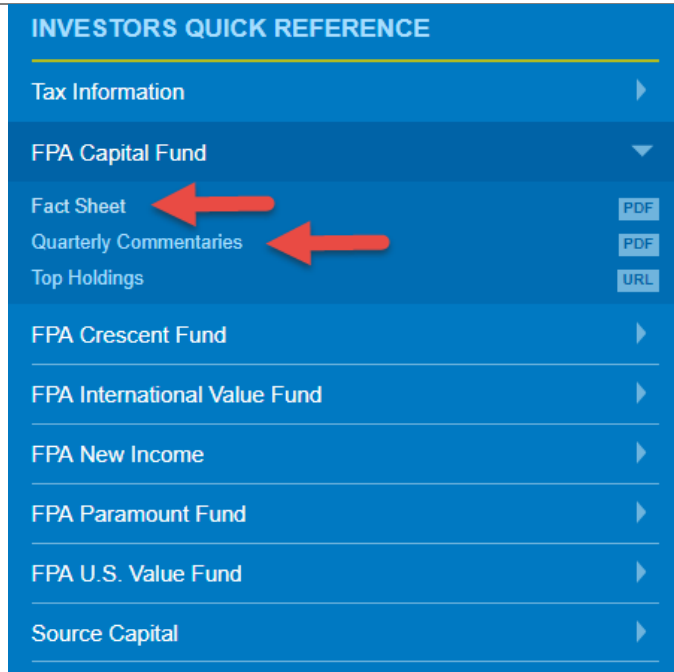 INVESTORS QUICK REFERENCE
Tax Information
FPA Capital Fund
Fact Sheet PDF
Quarterly Commentaries PDF
Top Holdings URL
FPA Crescent Fund
FPA International Value Fund
FPA New Income
FPA Paramount Fund
FPA U.S. Value Fund
Source Capital